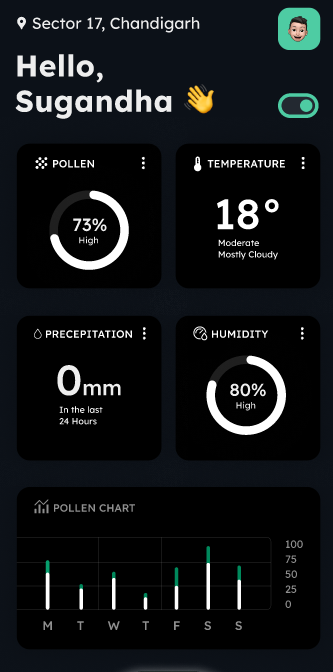 Sector 17, Chandigarh
Hello,
Sugandha 👋
POLLEN
73%
High
TEMPERATURE
18°
Moderate
Mostly Cloudy
PRECEPITATION
0mm
In the last
24 Hours
HUMIDITY
80%
High
POLLEN CHART
100
75
50
25
0
M T W T F S S